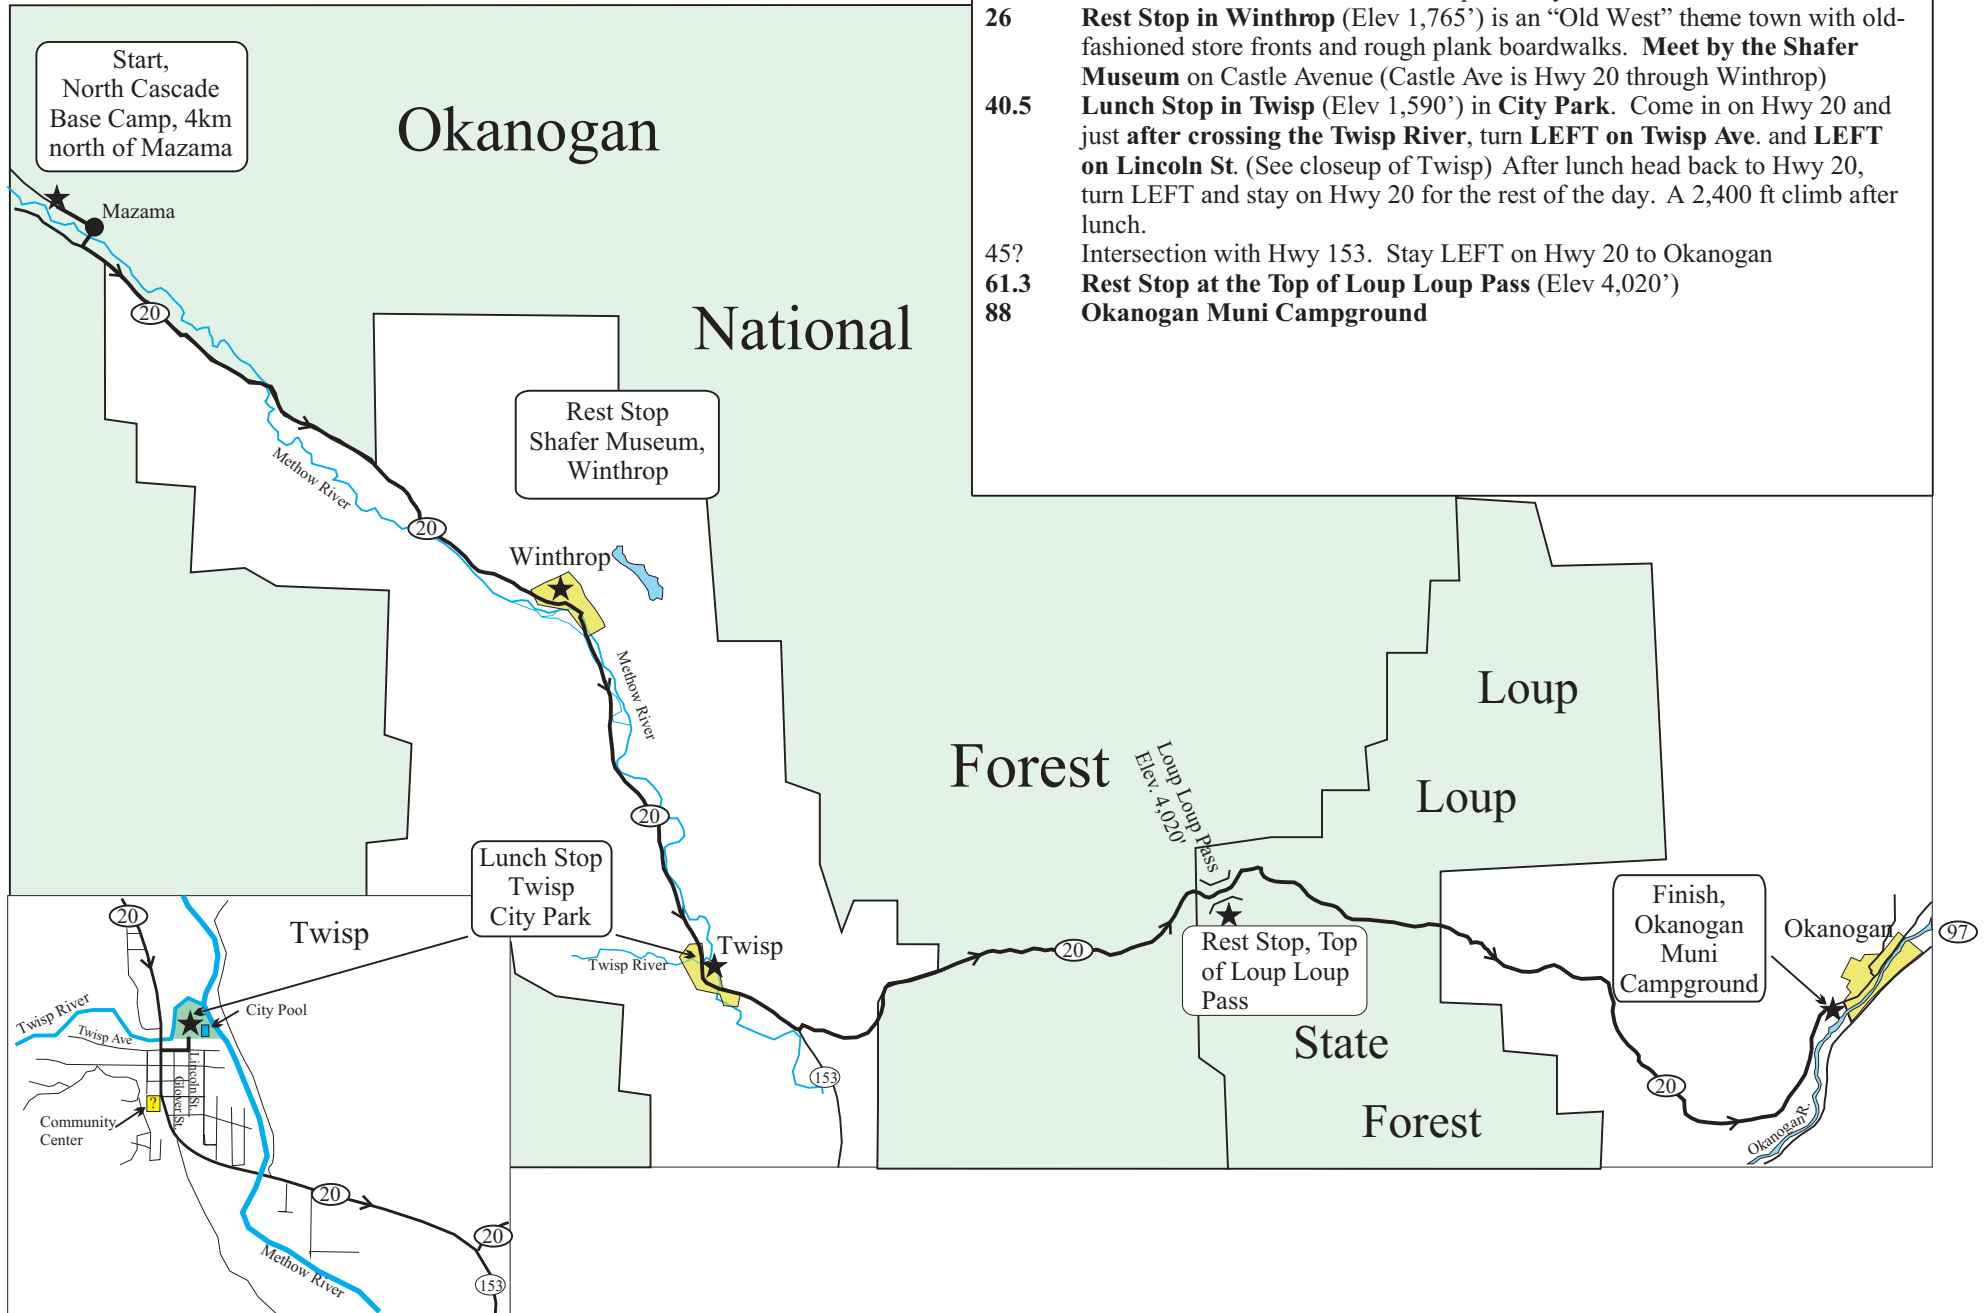 26 Rest Stop in Winthrop (Elev 1,765’) is an “Old West” theme town with old-
fashioned store fronts and rough plank boardwalks. Meet by the Shafer
Museum on Castle Avenue (Castle Ave is Hwy 20 through Winthrop)
40.5 Lunch Stop in Twisp (Elev 1,590’) in City Park. Come in on Hwy 20 and
just after crossing the Twisp River, turn LEFT on Twisp Ave. and LEFT
on Lincoln St. (See closeup of Twisp) After lunch head back to Hwy 20,
turn LEFT and stay on Hwy 20 for the rest of the day. A 2,400 ft climb after
lunch.
45? Intersection with Hwy 153. Stay LEFT on Hwy 20 to Okanogan
61.3 Rest Stop at the Top of Loup Loup Pass (Elev 4,020’)
88 Okanogan Muni Campground
Start,
North Cascade
Base Camp, 4km
north of Mazama
Okanogan
Mazama
20
National
Rest Stop
Shafer Museum,
Winthrop
Methow River
20
Winthrop
Methow River
Loup
Forest
Loup Loup Pass
Elev. 4,020'
Loup
20
Lunch Stop
Twisp
City Park
Twisp
Twisp River
20
Rest Stop, Top
of Loup Loup
Pass
Finish,
Okanogan
Muni
Campground
Okanogan
97
State
153
20
Forest
Okanogan R.
20
Twisp
Twisp River
City Pool
Twisp Ave
Lincoln St.
Glover St.
?
Community
Center
20
20
Methow River
153